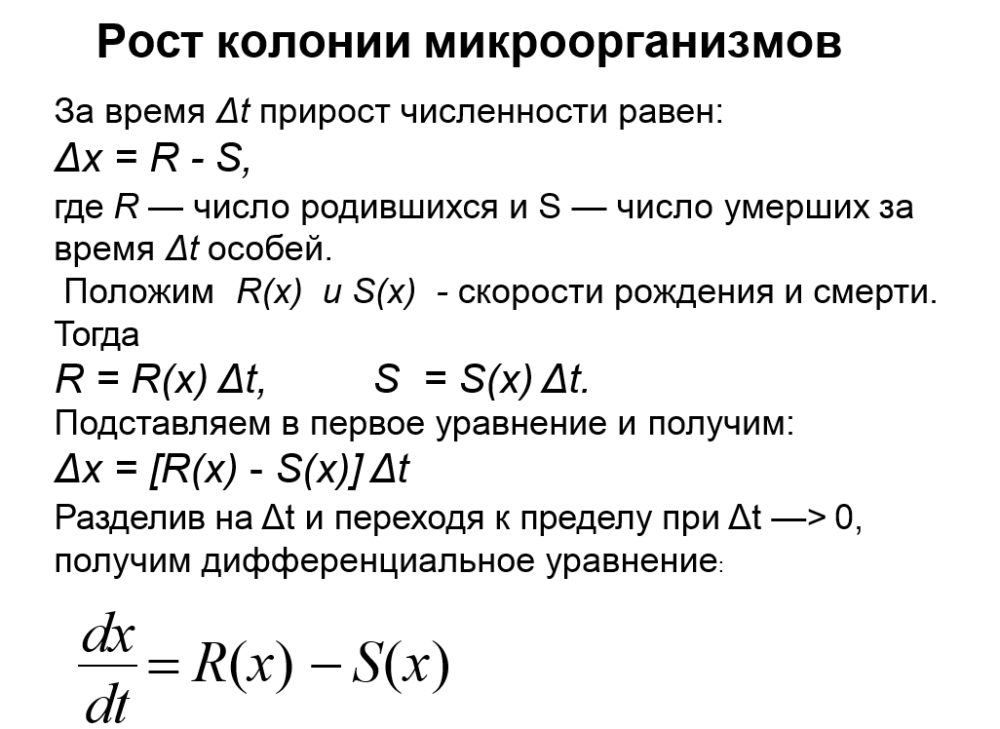 Рост колонии микроорганизмов
За время Δt прирост численности равен:
Δx = R - S,
где R — число родившихся и S — число умерших за
время Δt особей.
Положим R(x) и S(x) - скорости рождения и смерти.
Тогда
R = R(x) Δt, S = S(x) Δt.
Подставляем в первое уравнение и получим:
Δx = [R(x) - S(x)] Δt
Разделив на Δt и переходя к пределу при Δt —> 0,
получим дифференциальное уравнение:
dx/dt = R(x) − S(x)